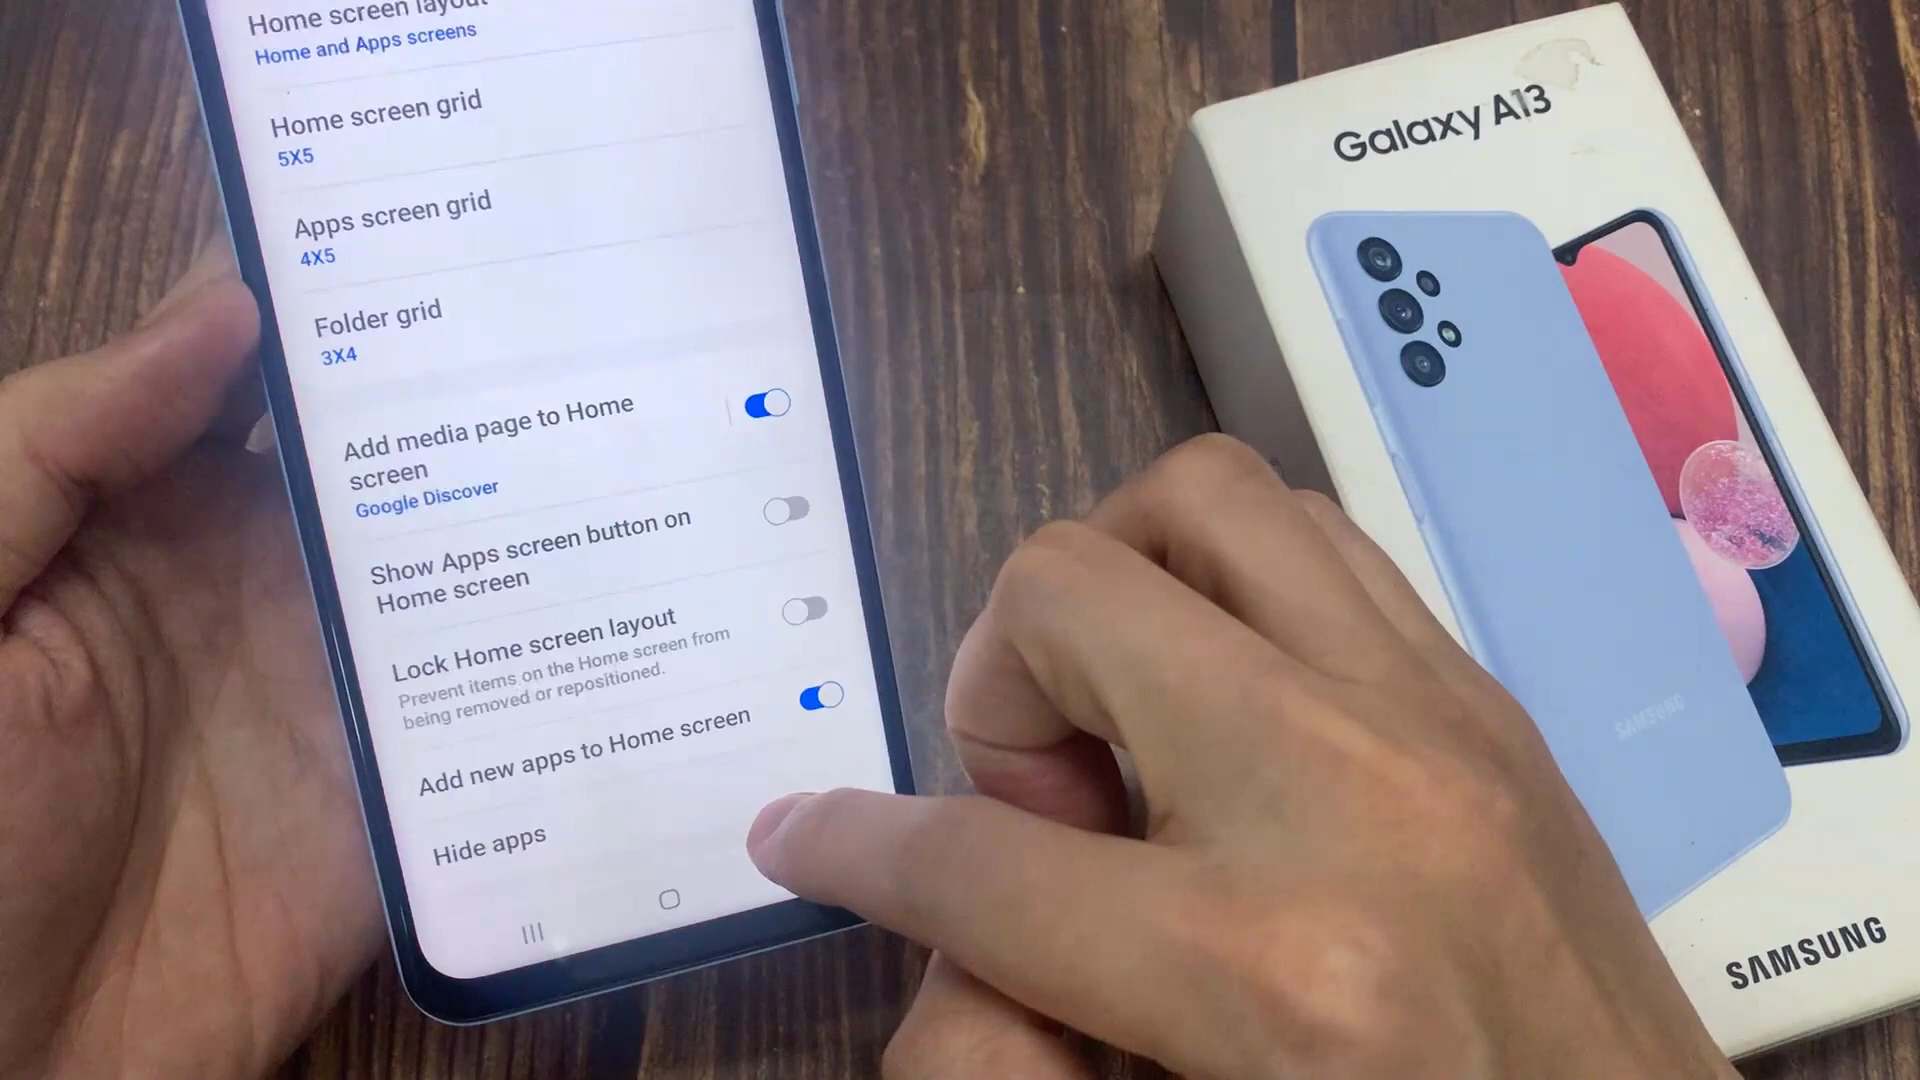 Home screen layout
Home and Apps screens
Home screen grid
5X5
Apps screen grid
4X5
Folder grid
3X4
Add media page to Home
screen
Google Discover
Show Apps screen button on
Home screen
Lock Home screen layout
Prevent items on the Home screen from
being removed or repositioned.
Add new apps to Home screen
Hide apps
Galaxy A13
SAMSUNG
SAMSUNG